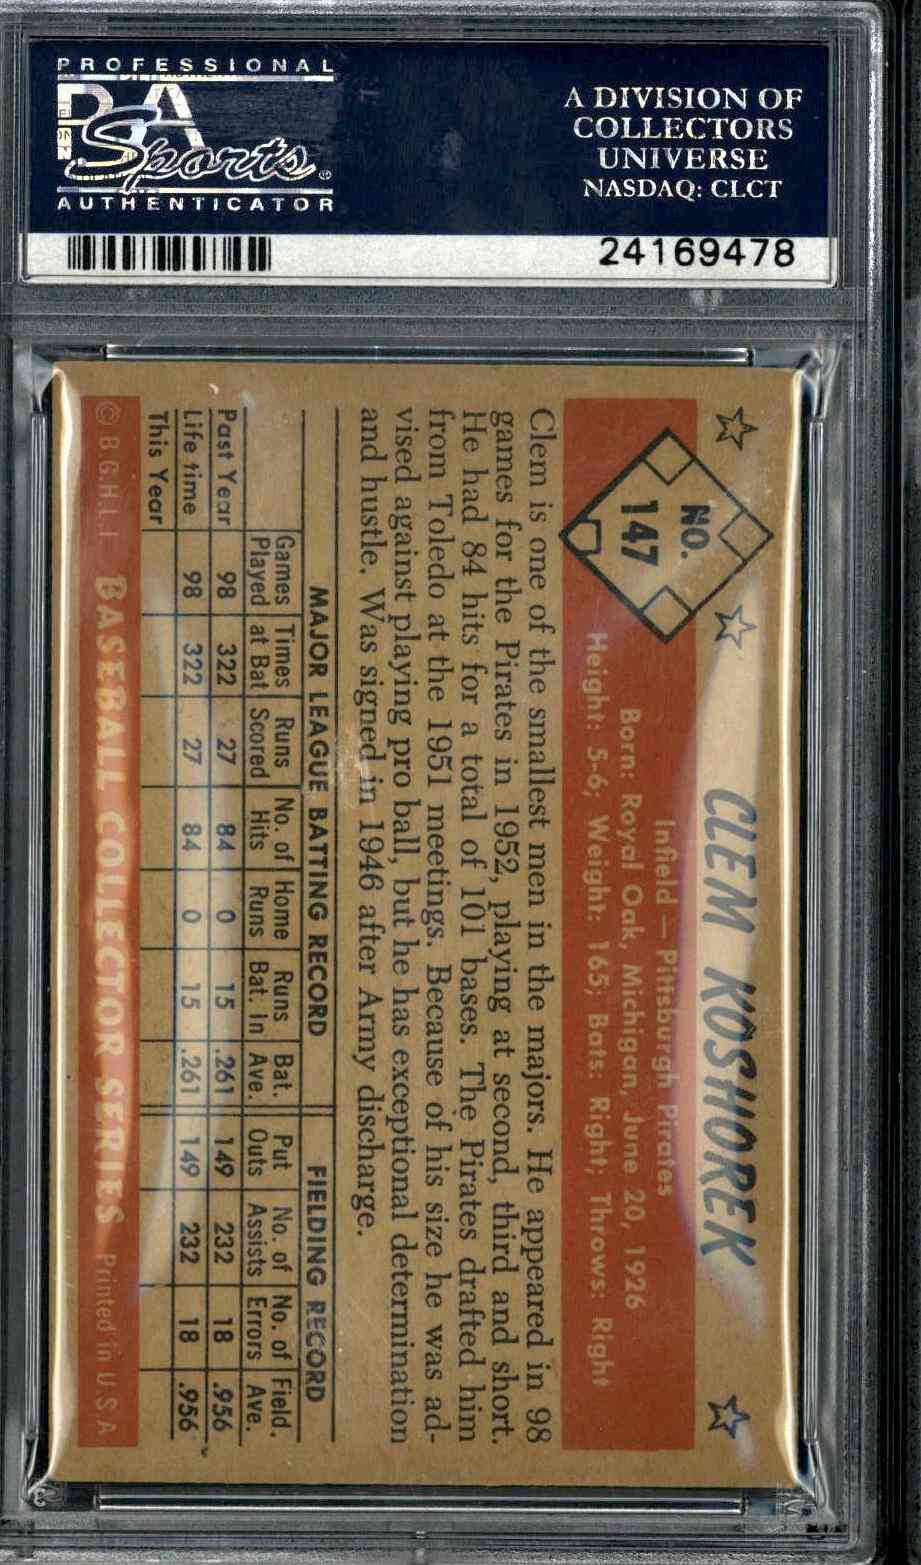 PROFESSIONAL
PSA
Sports®
AUTHENTICATOR
A DIVISION OF
COLLECTORS
UNIVERSE
NASDAQ: CLCT
24169478
NO.
147
CLEM KOSHOREK
Infield — Pittsburgh Pirates
Born: Royal Oak, Michigan, June 20, 1926
Height: 5-6; Weight: 165; Bats: Right; Throws: Right
Clem is one of the smallest men in the majors. He appeared in 98
games for the Pirates in 1952, playing at second, third and short.
He had 84 hits for a total of 101 bases. The Pirates drafted him
from Toledo at the 1951 meetings. Because of his size he was ad-
vised against playing pro ball, but he has exceptional determination
and hustle. Was signed in 1946 after Army discharge.
MAJOR LEAGUE BATTING RECORD FIELDING RECORD
Games Times Runs No. of Home Runs Bat. Put No. of No. of Field.
Played at Bat Scored Hits Runs Bat. In Ave. Outs Assists Errors Ave.
Past Year 98 322 27 84 0 15 .261 149 232 18 .956
Life time 98 322 27 84 0 15 .261 149 232 18 .956
This Year
© B.G.H.L.I BASEBALL COLLECTOR SERIES Printed in U.S.A